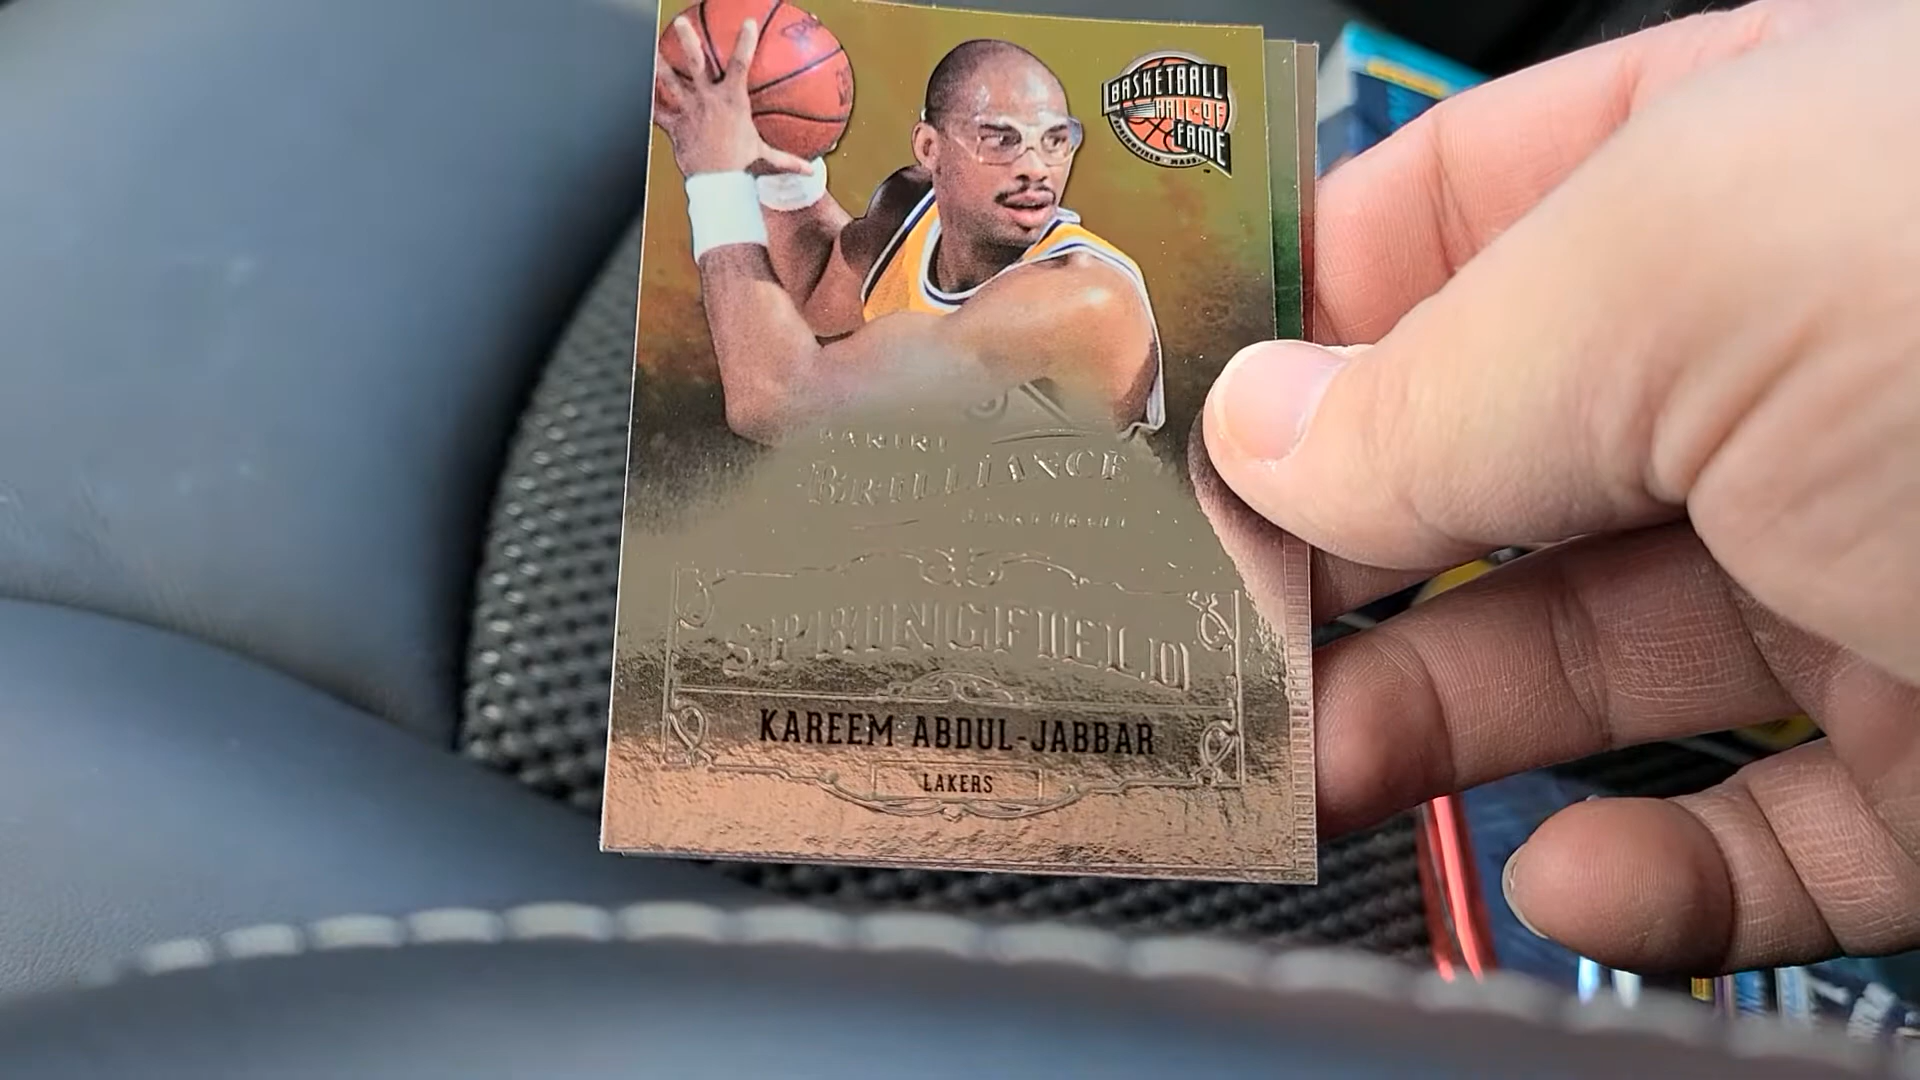 BASKETBALL
HALL OF
FAME
SPRINGFIELD MASS.
PANINI
BRILLIANCE
BASKETBALL
SPRINGFIELD
KAREEM ABDUL-JABBAR
LAKERS